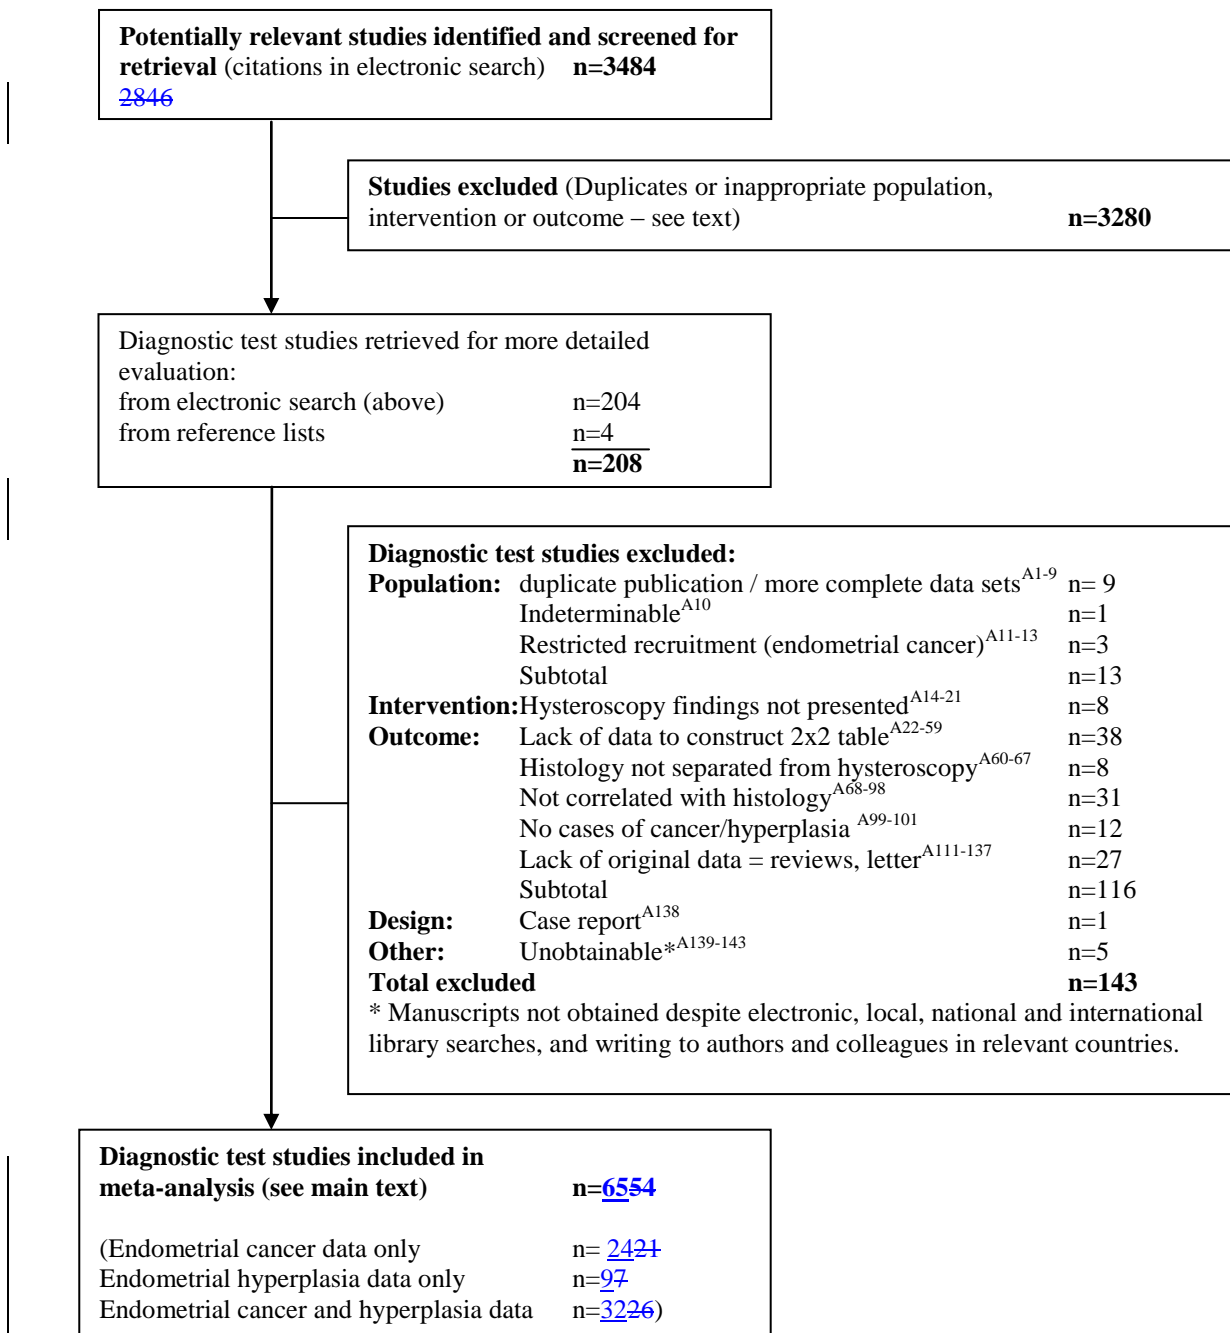 Potentially relevant studies identified and screened for
retrieval (citations in electronic search) n=3484
2846
Studies excluded (Duplicates or inappropriate population,
intervention or outcome – see text) n=3280
Diagnostic test studies retrieved for more detailed
evaluation:
from electronic search (above) n=204
from reference lists n=4
n=208
Diagnostic test studies excluded:
Population: duplicate publication / more complete data sets A1-9 n= 9
Indeterminable A10 n=1
Restricted recruitment (endometrial cancer) A11-13 n=3
Subtotal n=13
Intervention:Hysteroscopy findings not presented A14-21 n=8
Outcome: Lack of data to construct 2x2 table A22-59 n=38
Histology not separated from hysteroscopy A60-67 n=8
Not correlated with histology A68-98 n=31
No cases of cancer/hyperplasia A99-101 n=12
Lack of original data = reviews, letter A111-137 n=27
Subtotal n=116
Design: Case report A138 n=1
Other: Unobtainable* A139-143 n=5
Total excluded n=143
* Manuscripts not obtained despite electronic, local, national and international
library searches, and writing to authors and colleagues in relevant countries.
Diagnostic test studies included in
meta-analysis (see main text) n=6554
(Endometrial cancer data only n= 2421
Endometrial hyperplasia data only n=97
Endometrial cancer and hyperplasia data n=3226)